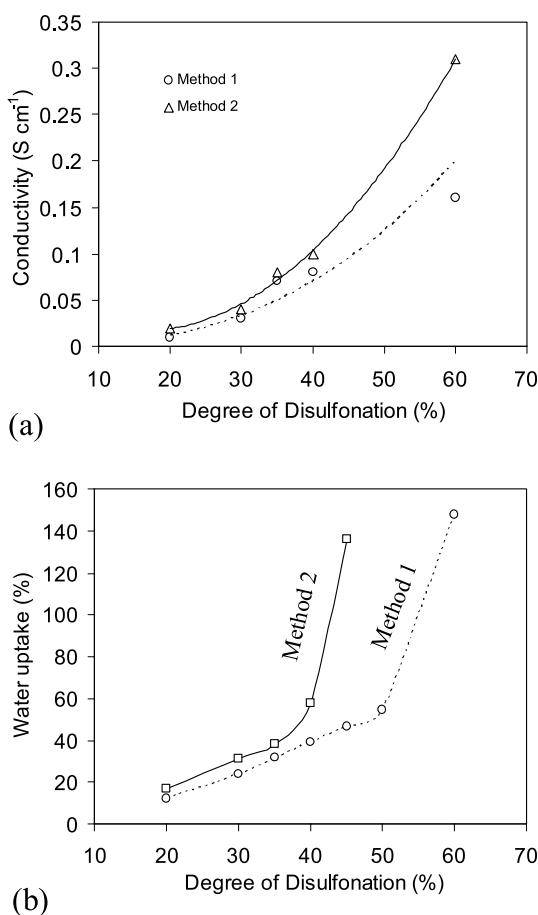 (a)
Conductivity (S cm⁻¹)
0.35
0.3
0.25
0.2
0.15
0.1
0.05
0
Method 1
Method 2
10 20 30 40 50 60 70
Degree of Disulfonation (%)
(b)
Water uptake (%)
160
140
120
100
80
60
40
20
0
Method 2
Method 1
10 20 30 40 50 60 70
Degree of Disulfonation (%)